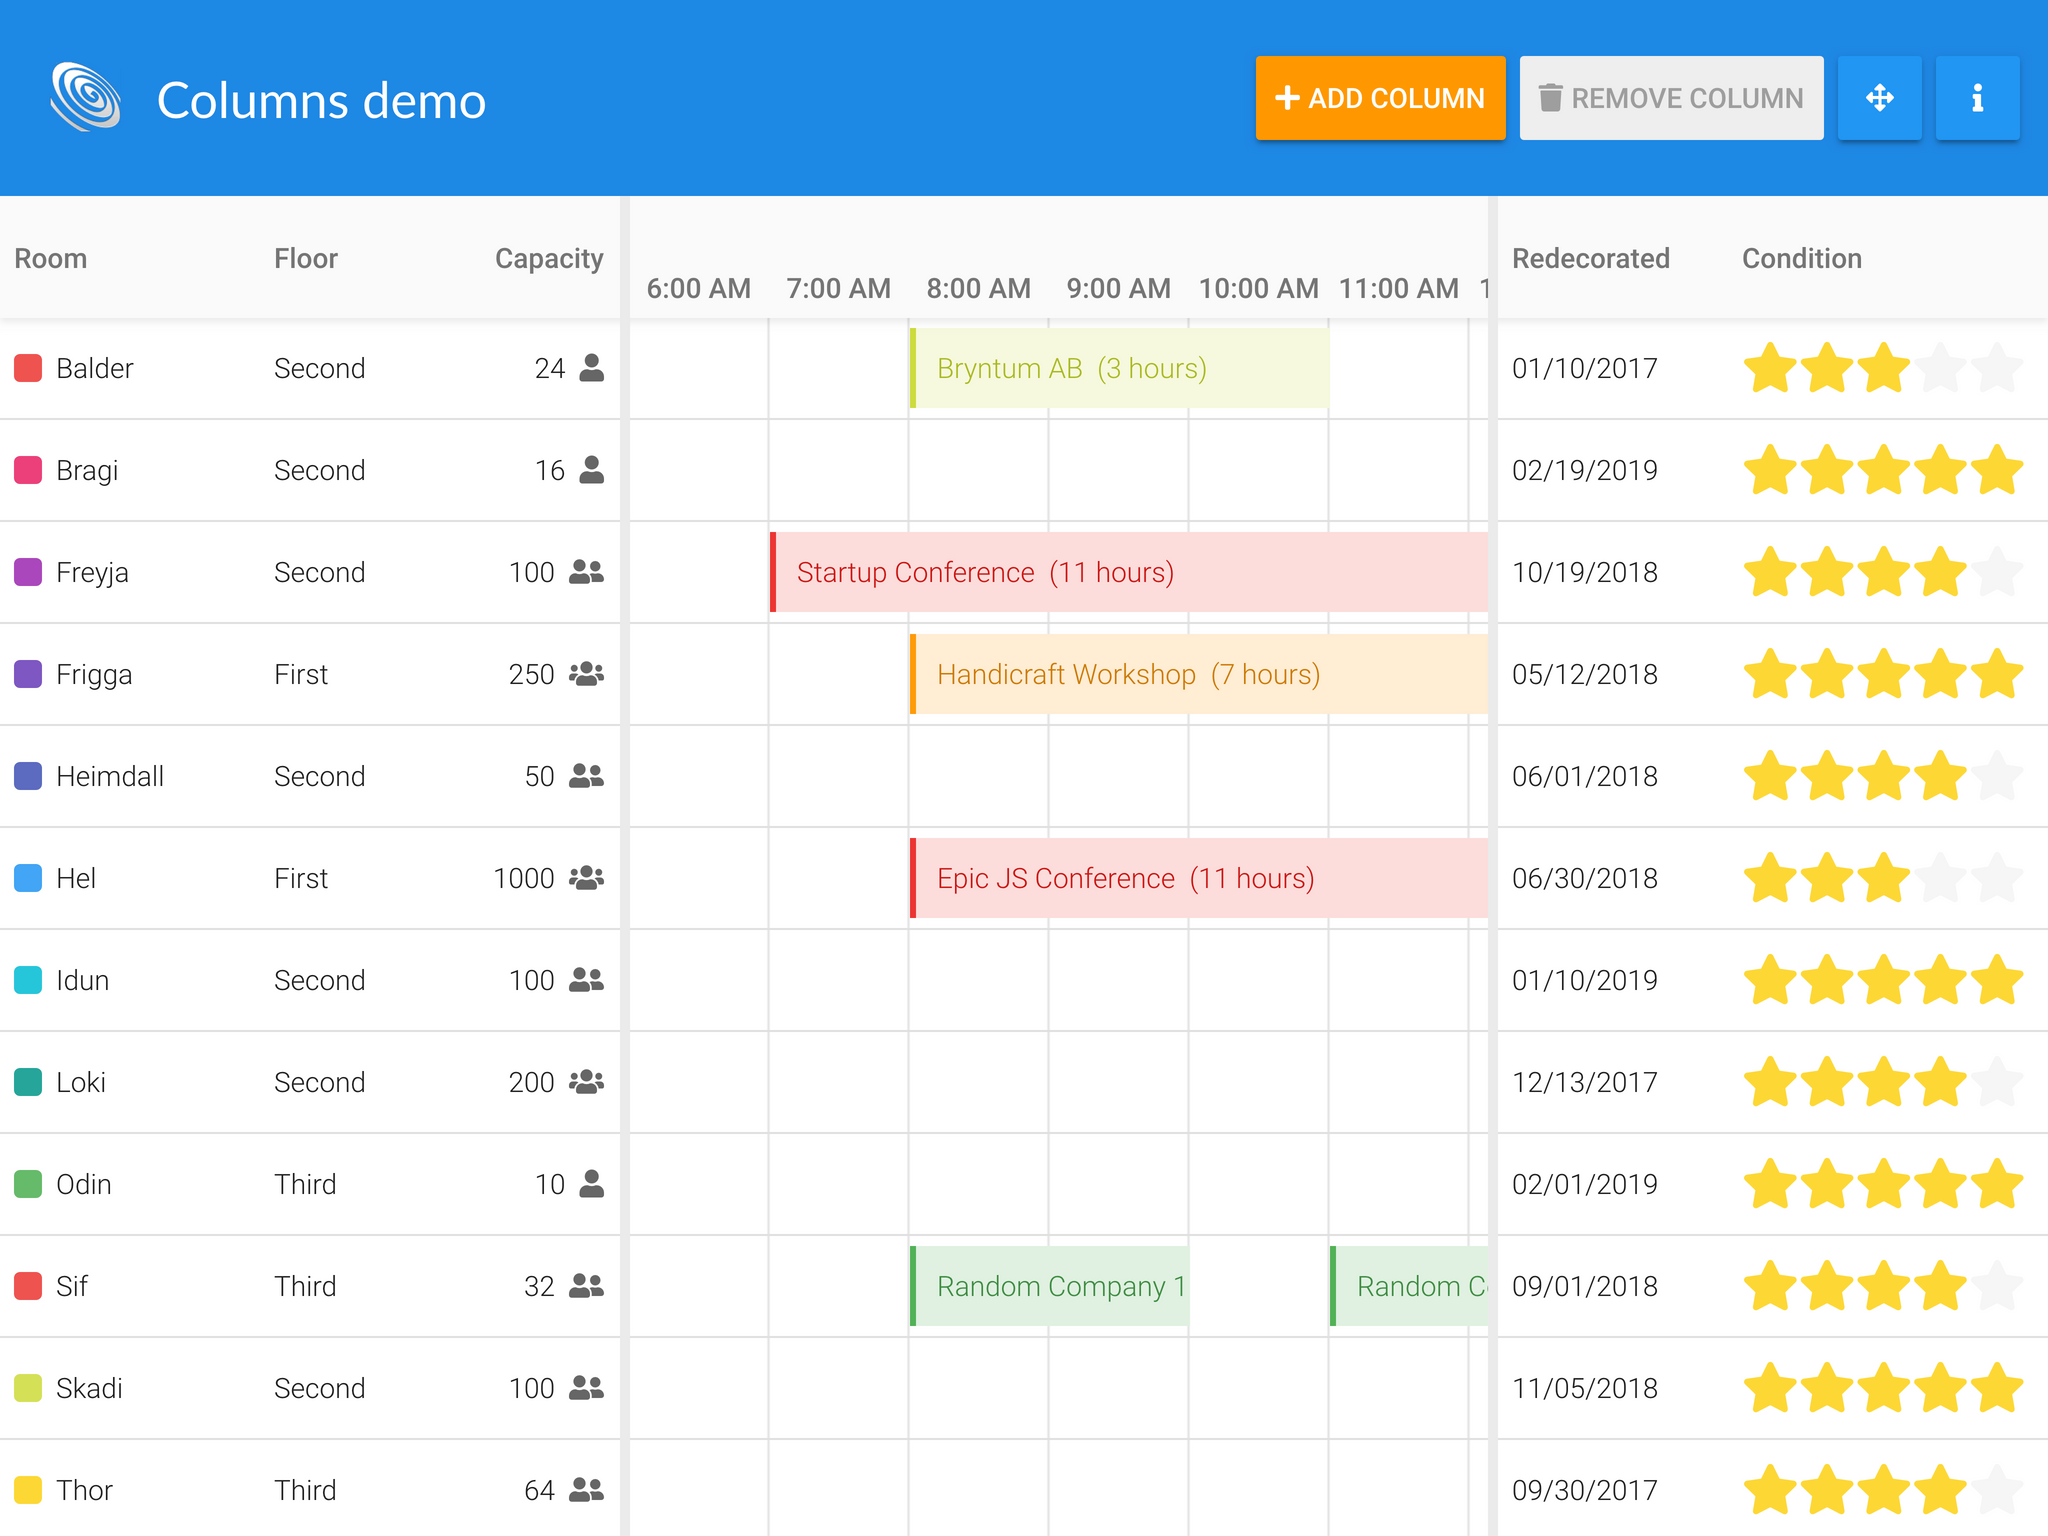 Columns demo
ADD COLUMN
REMOVE COLUMN
Room Floor Capacity Redecorated Condition
6:00 AM 7:00 AM 8:00 AM 9:00 AM 10:00 AM 11:00 AM 1
Balder Second 24 Bryntum AB (3 hours) 01/10/2017
Bragi Second 16 02/19/2019
Freyja Second 100 Startup Conference (11 hours) 10/19/2018
Frigga First 250 Handicraft Workshop (7 hours) 05/12/2018
Heimdall Second 50 06/01/2018
Hel First 1000 Epic JS Conference (11 hours) 06/30/2018
Idun Second 100 01/10/2019
Loki Second 200 12/13/2017
Odin Third 10 02/01/2019
Sif Third 32 Random Company 1 Random 09/01/2018
Skadi Second 100 11/05/2018
Thor Third 64 09/30/2017